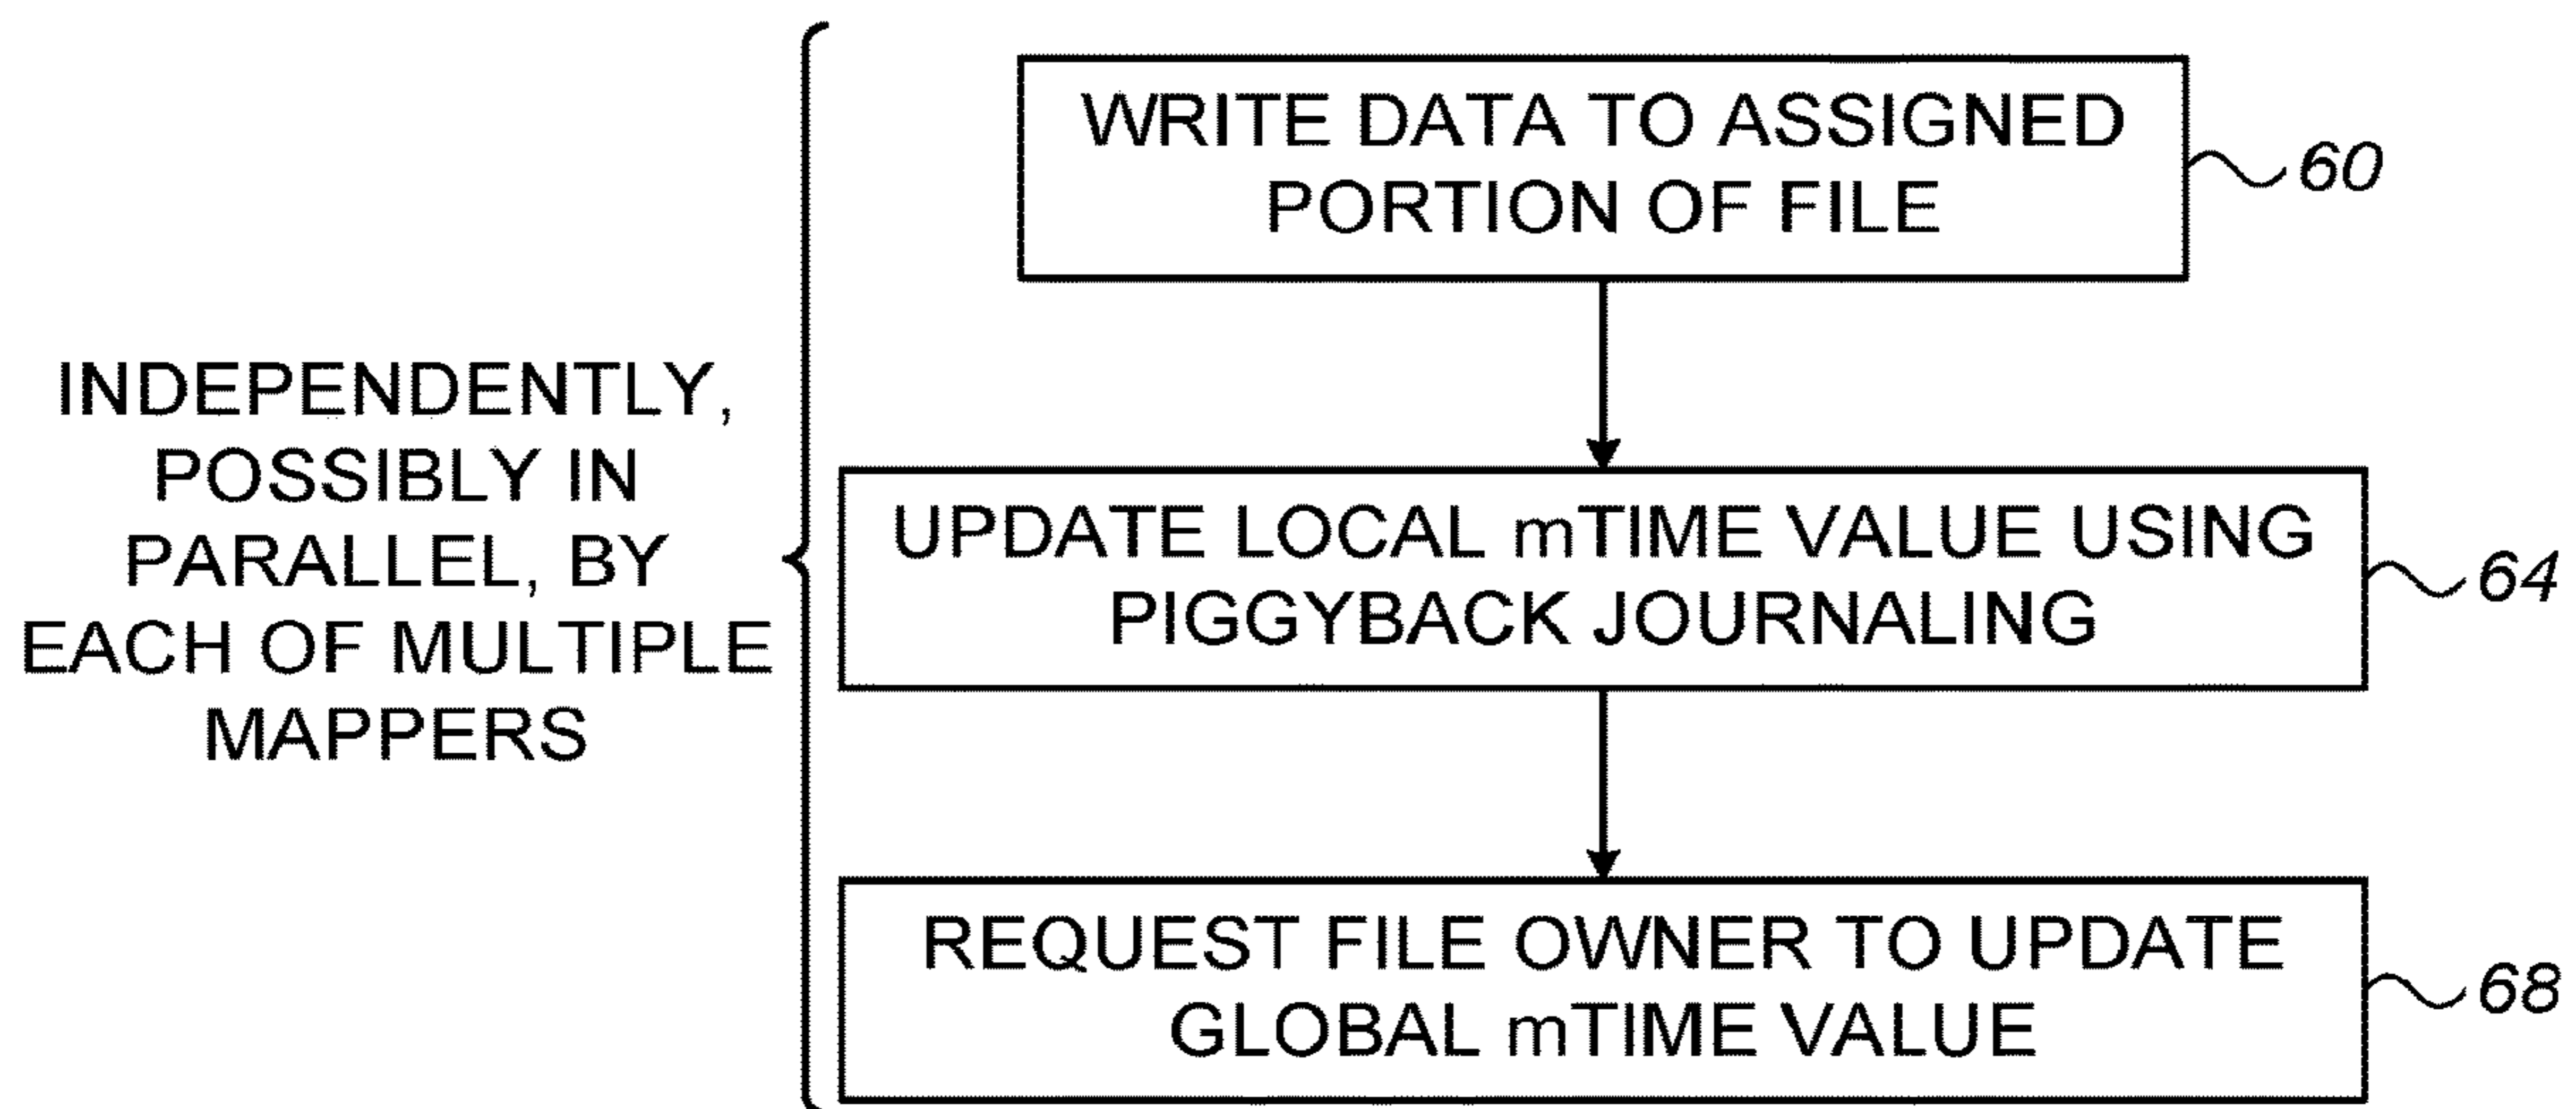 INDEPENDENTLY,
POSSIBLY IN
PARALLEL, BY
EACH OF MULTIPLE
MAPPERS
WRITE DATA TO ASSIGNED
PORTION OF FILE
60
UPDATE LOCAL mTIME VALUE USING
PIGGYBACK JOURNALING
64
REQUEST FILE OWNER TO UPDATE
GLOBAL mTIME VALUE
68